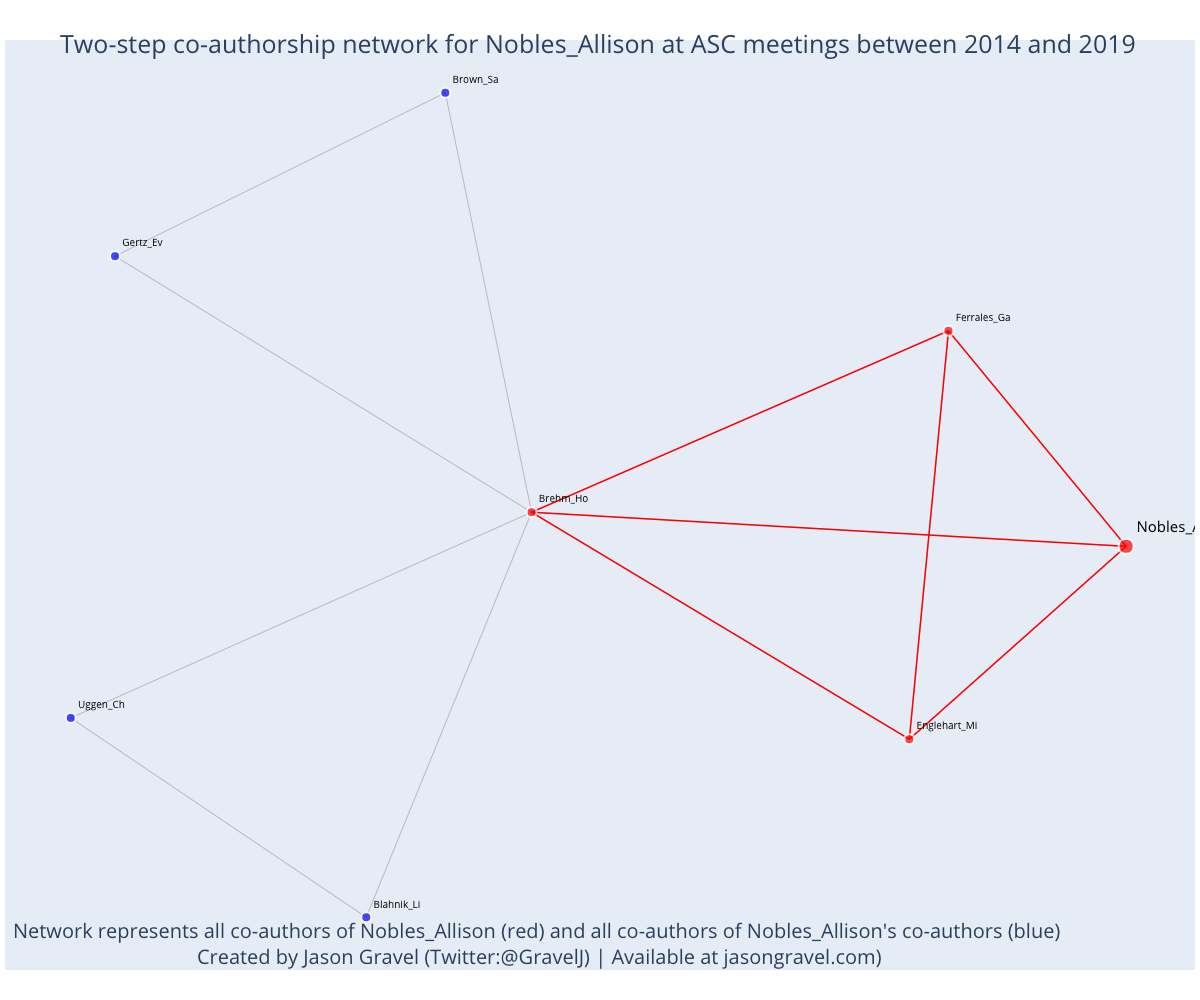 Two-step co-authorship network for Nobles_Allison at ASC meetings between 2014 and 2019
Brown_Sa
Gertz_Ev
Ferrales_Ga
Brehm_Ho
Nobles_A
Uggen_Ch
Englehart_Mi
Blahnik_Li
Network represents all co-authors of Nobles_Allison (red) and all co-authors of Nobles_Allison's co-authors (blue)
Created by Jason Gravel (Twitter:@GravelJ) | Available at jasongravel.com)